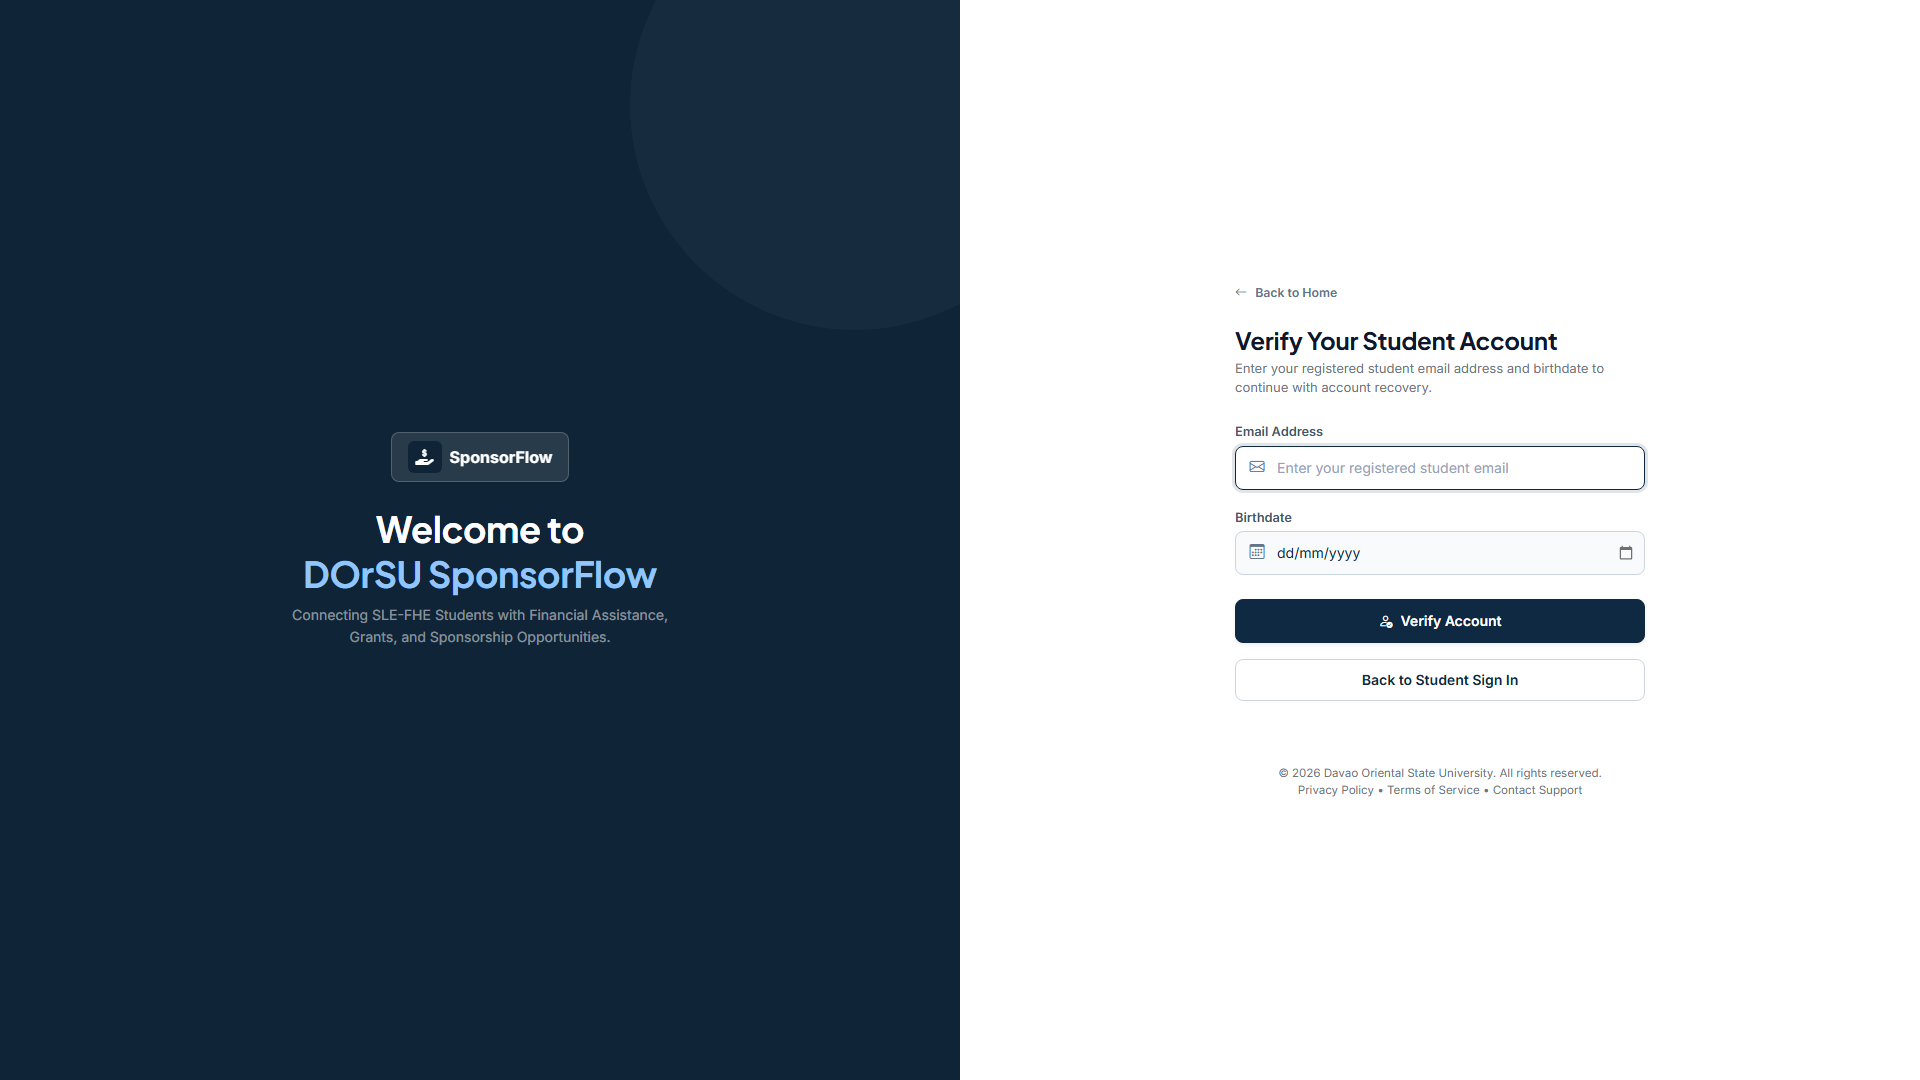 SponsorFlow
Welcome to
DOrSU SponsorFlow
Connecting SLE-FHE Students with Financial Assistance,
Grants, and Sponsorship Opportunities.
Back to Home
Verify Your Student Account
Enter your registered student email address and birthdate to
continue with account recovery.
Email Address
Enter your registered student email
Birthdate
dd/mm/yyyy
Verify Account
Back to Student Sign In
© 2026 Davao Oriental State University. All rights reserved.
Privacy Policy • Terms of Service • Contact Support